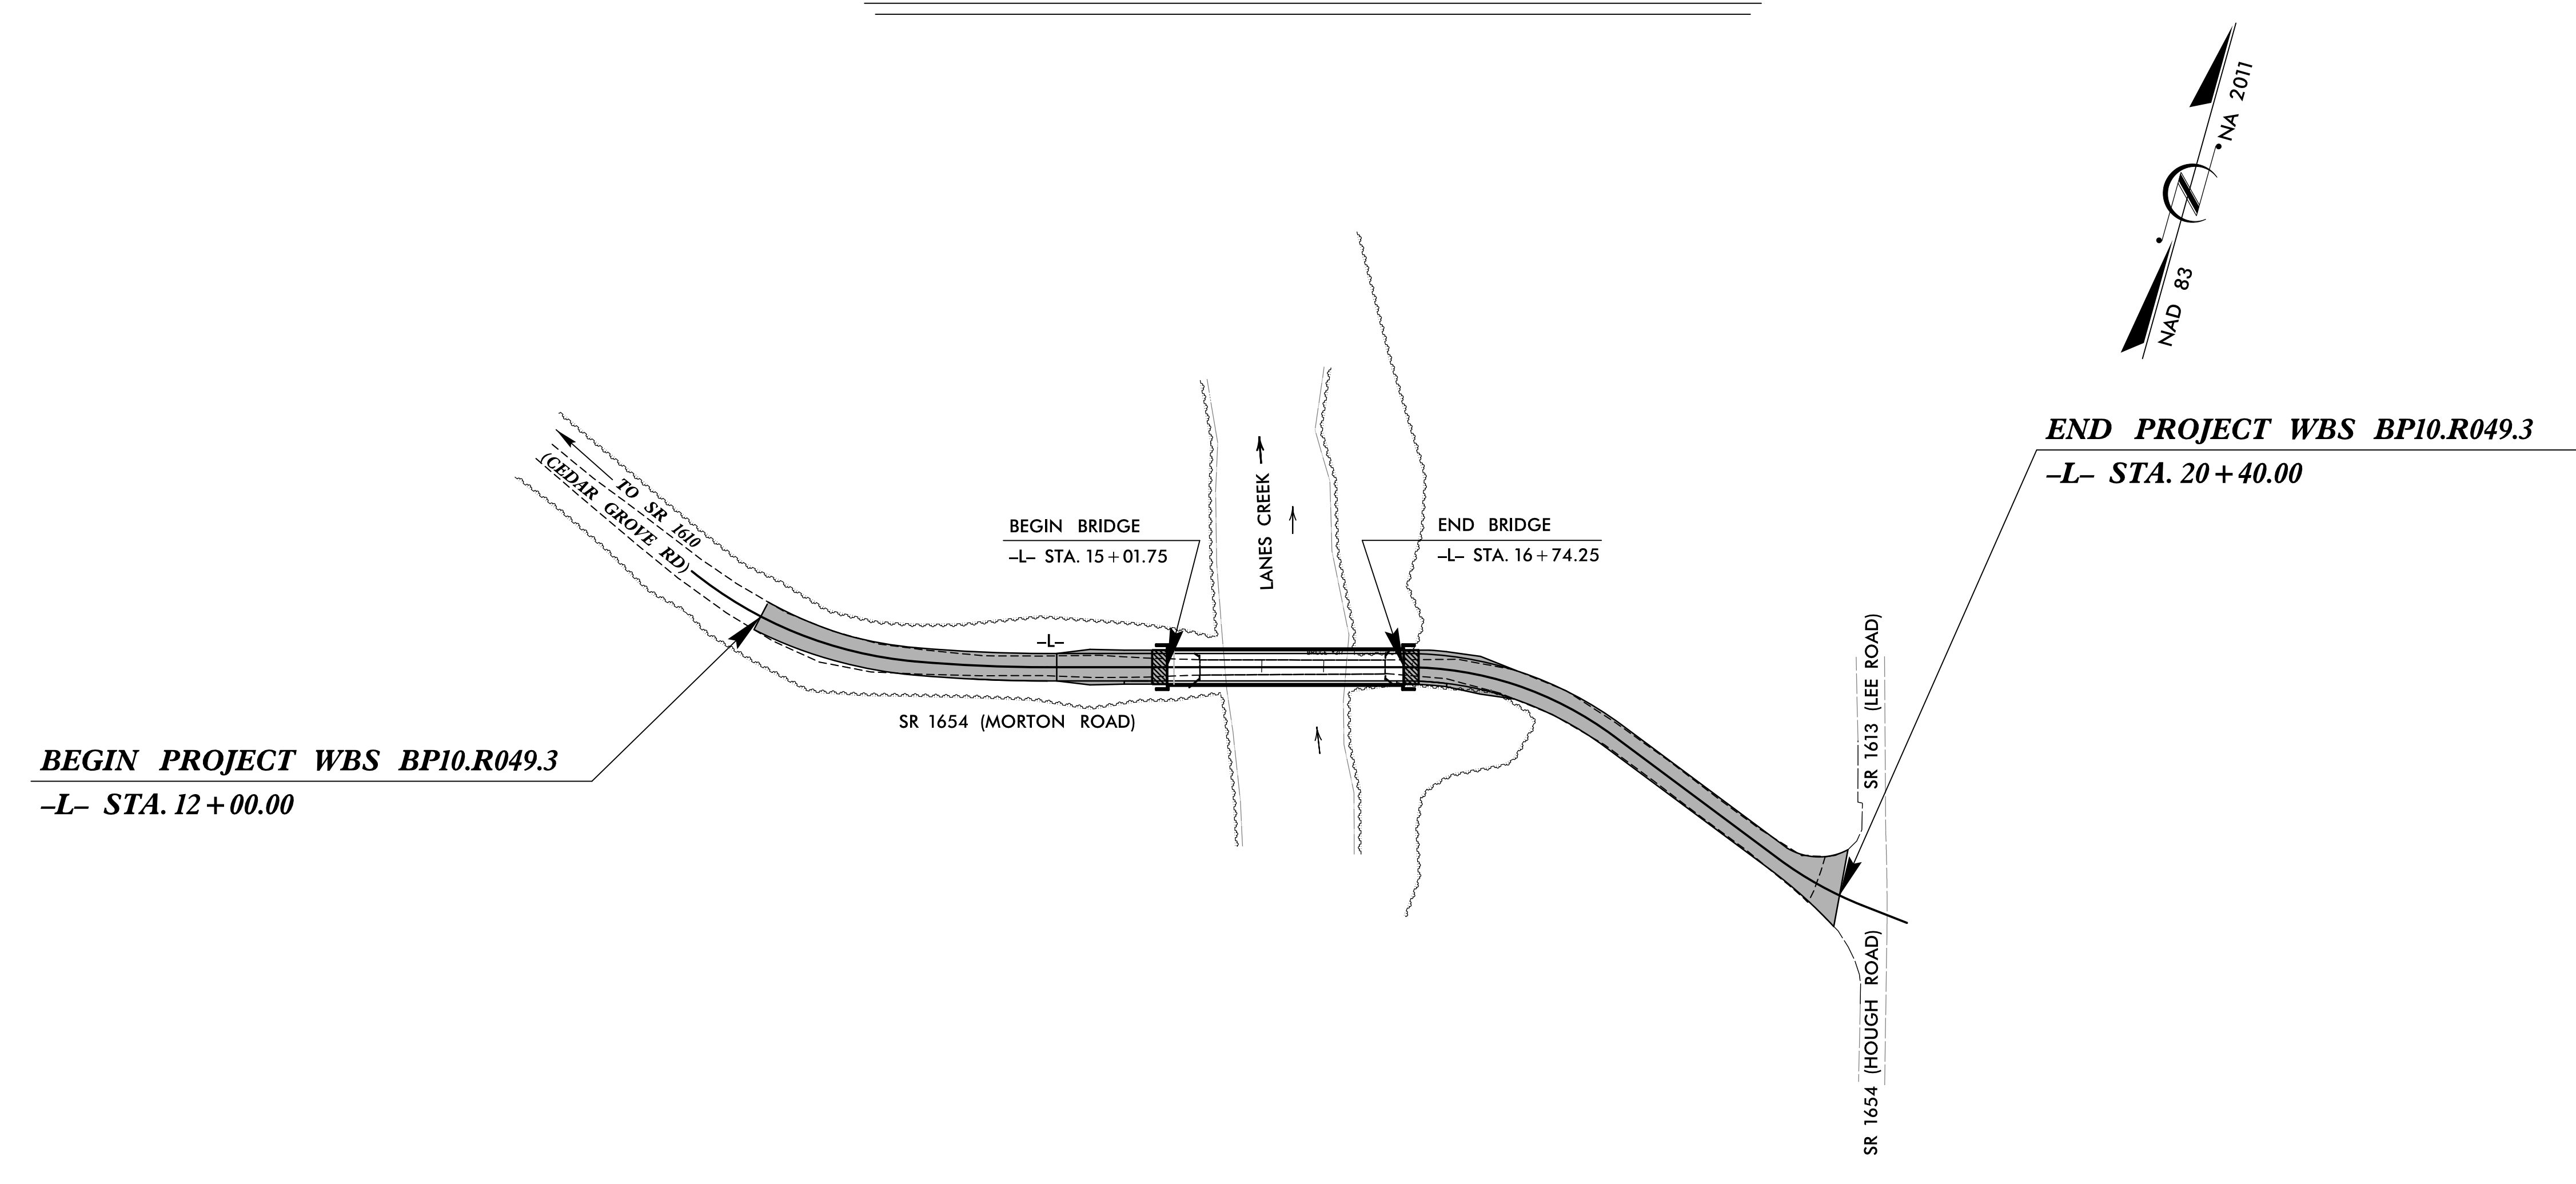 NA 2011
NAD 83
END PROJECT WBS BP10.R049.3
–L– STA. 20+40.00
TO SR 1610
(CEDAR GROVE RD)
BEGIN BRIDGE
–L– STA. 15+01.75
LANES CREEK
END BRIDGE
–L– STA. 16+74.25
–L–
SR 1654 (MORTON ROAD)
SR 1613 (LEE ROAD)
BEGIN PROJECT WBS BP10.R049.3
–L– STA. 12+00.00
SR 1654 (HOUGH ROAD)